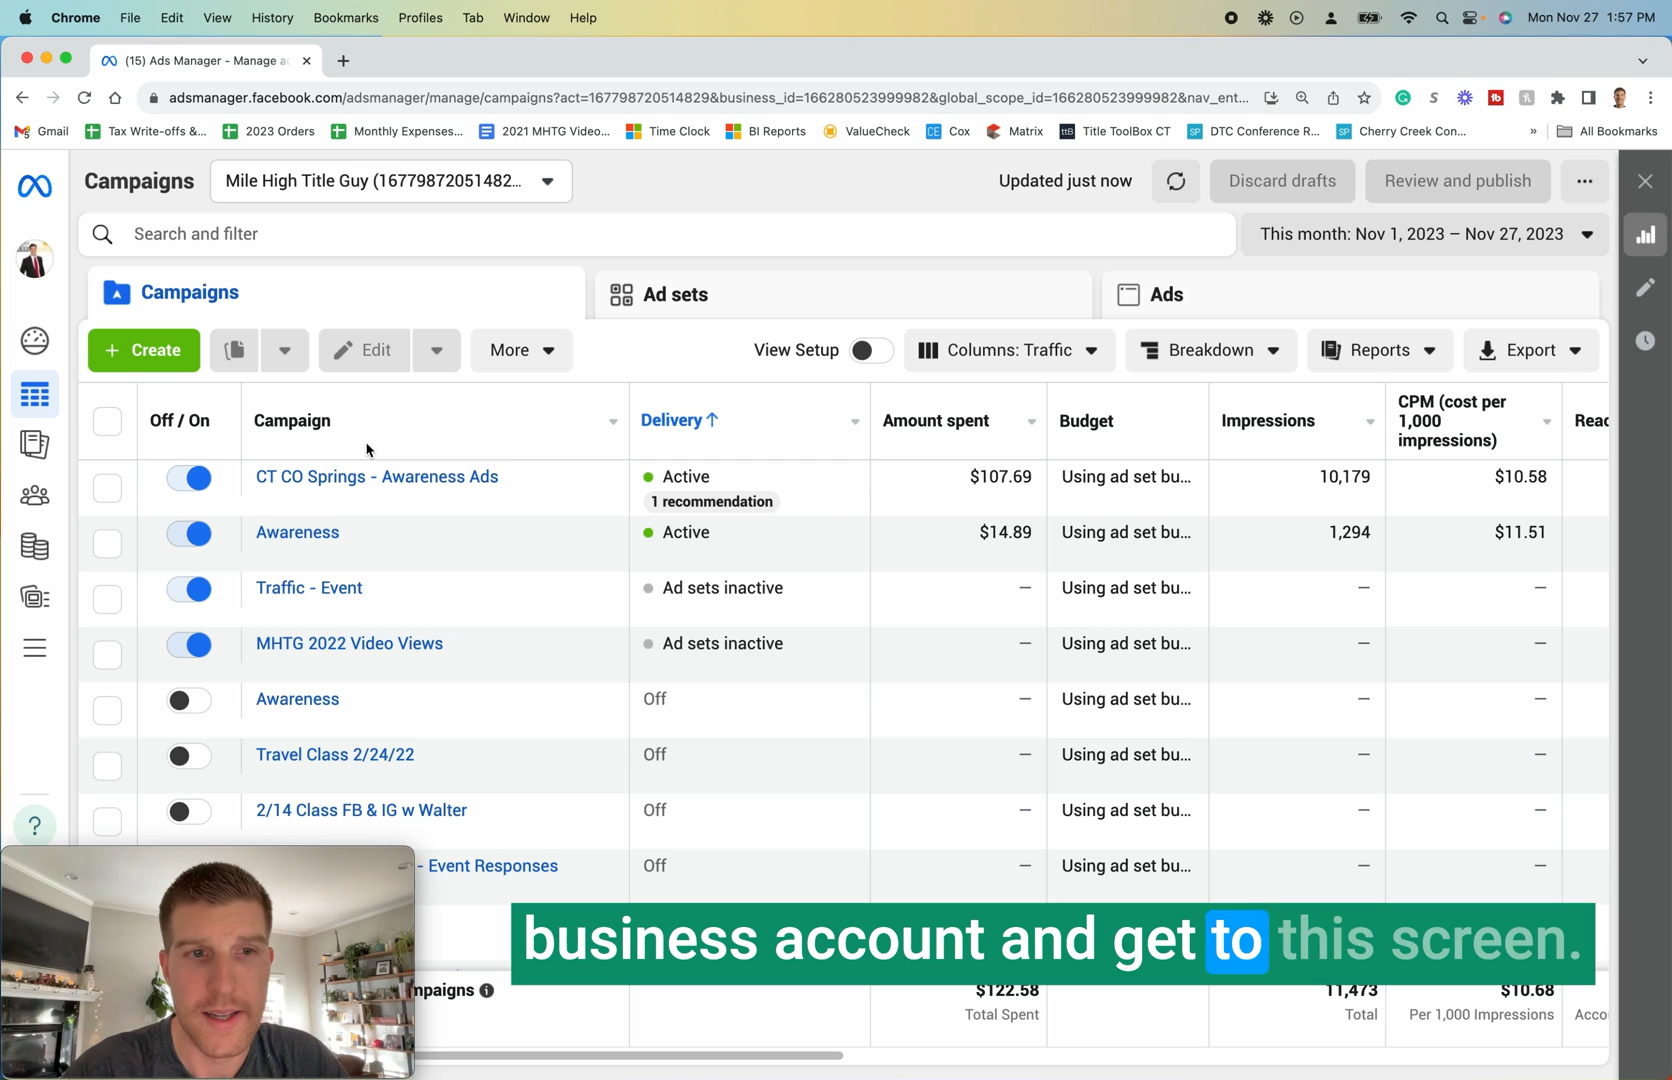 Chrome File Edit View History Bookmarks Profiles Tab Window Help Mon Nov 27 1:57 PM
(15) Ads Manager - Manage a
adsmanager.facebook.com/adsmanager/manage/campaigns?act=167798720514829&business_id=166280523999982&global_scope_id=166280523999982&nav_ent...
Gmail Tax Write-offs &... 2023 Orders Monthly Expenses... 2021 MHTG Video... Time Clock BI Reports ValueCheck CE Cox Matrix ttb Title ToolBox CT SP DTC Conference R... SP Cherry Creek Con... » All Bookmarks
Campaigns Mile High Title Guy (16779872051482... Updated just now Discard drafts Review and publish ...
Search and filter This month: Nov 1, 2023 – Nov 27, 2023
Campaigns Ad sets Ads
+ Create Edit More View Setup Columns: Traffic Breakdown Reports Export
Off / On Campaign Delivery ↑ Amount spent Budget Impressions CPM (cost per 1,000 impressions) Reac
CT CO Springs - Awareness Ads Active $107.69 Using ad set bu... 10,179 $10.58
1 recommendation
Awareness Active $14.89 Using ad set bu... 1,294 $11.51
Traffic - Event Ad sets inactive — Using ad set bu... — —
MHTG 2022 Video Views Ad sets inactive — Using ad set bu... — —
Awareness Off — Using ad set bu... — —
Travel Class 2/24/22 Off — Using ad set bu... — —
2/14 Class FB & IG w Walter Off — Using ad set bu... — —
?
- Event Responses Off — Using ad set bu... — —
business account and get to this screen.
mpaigns $122.58 11,473 $10.68
Total Spent Total Per 1,000 Impressions Acco